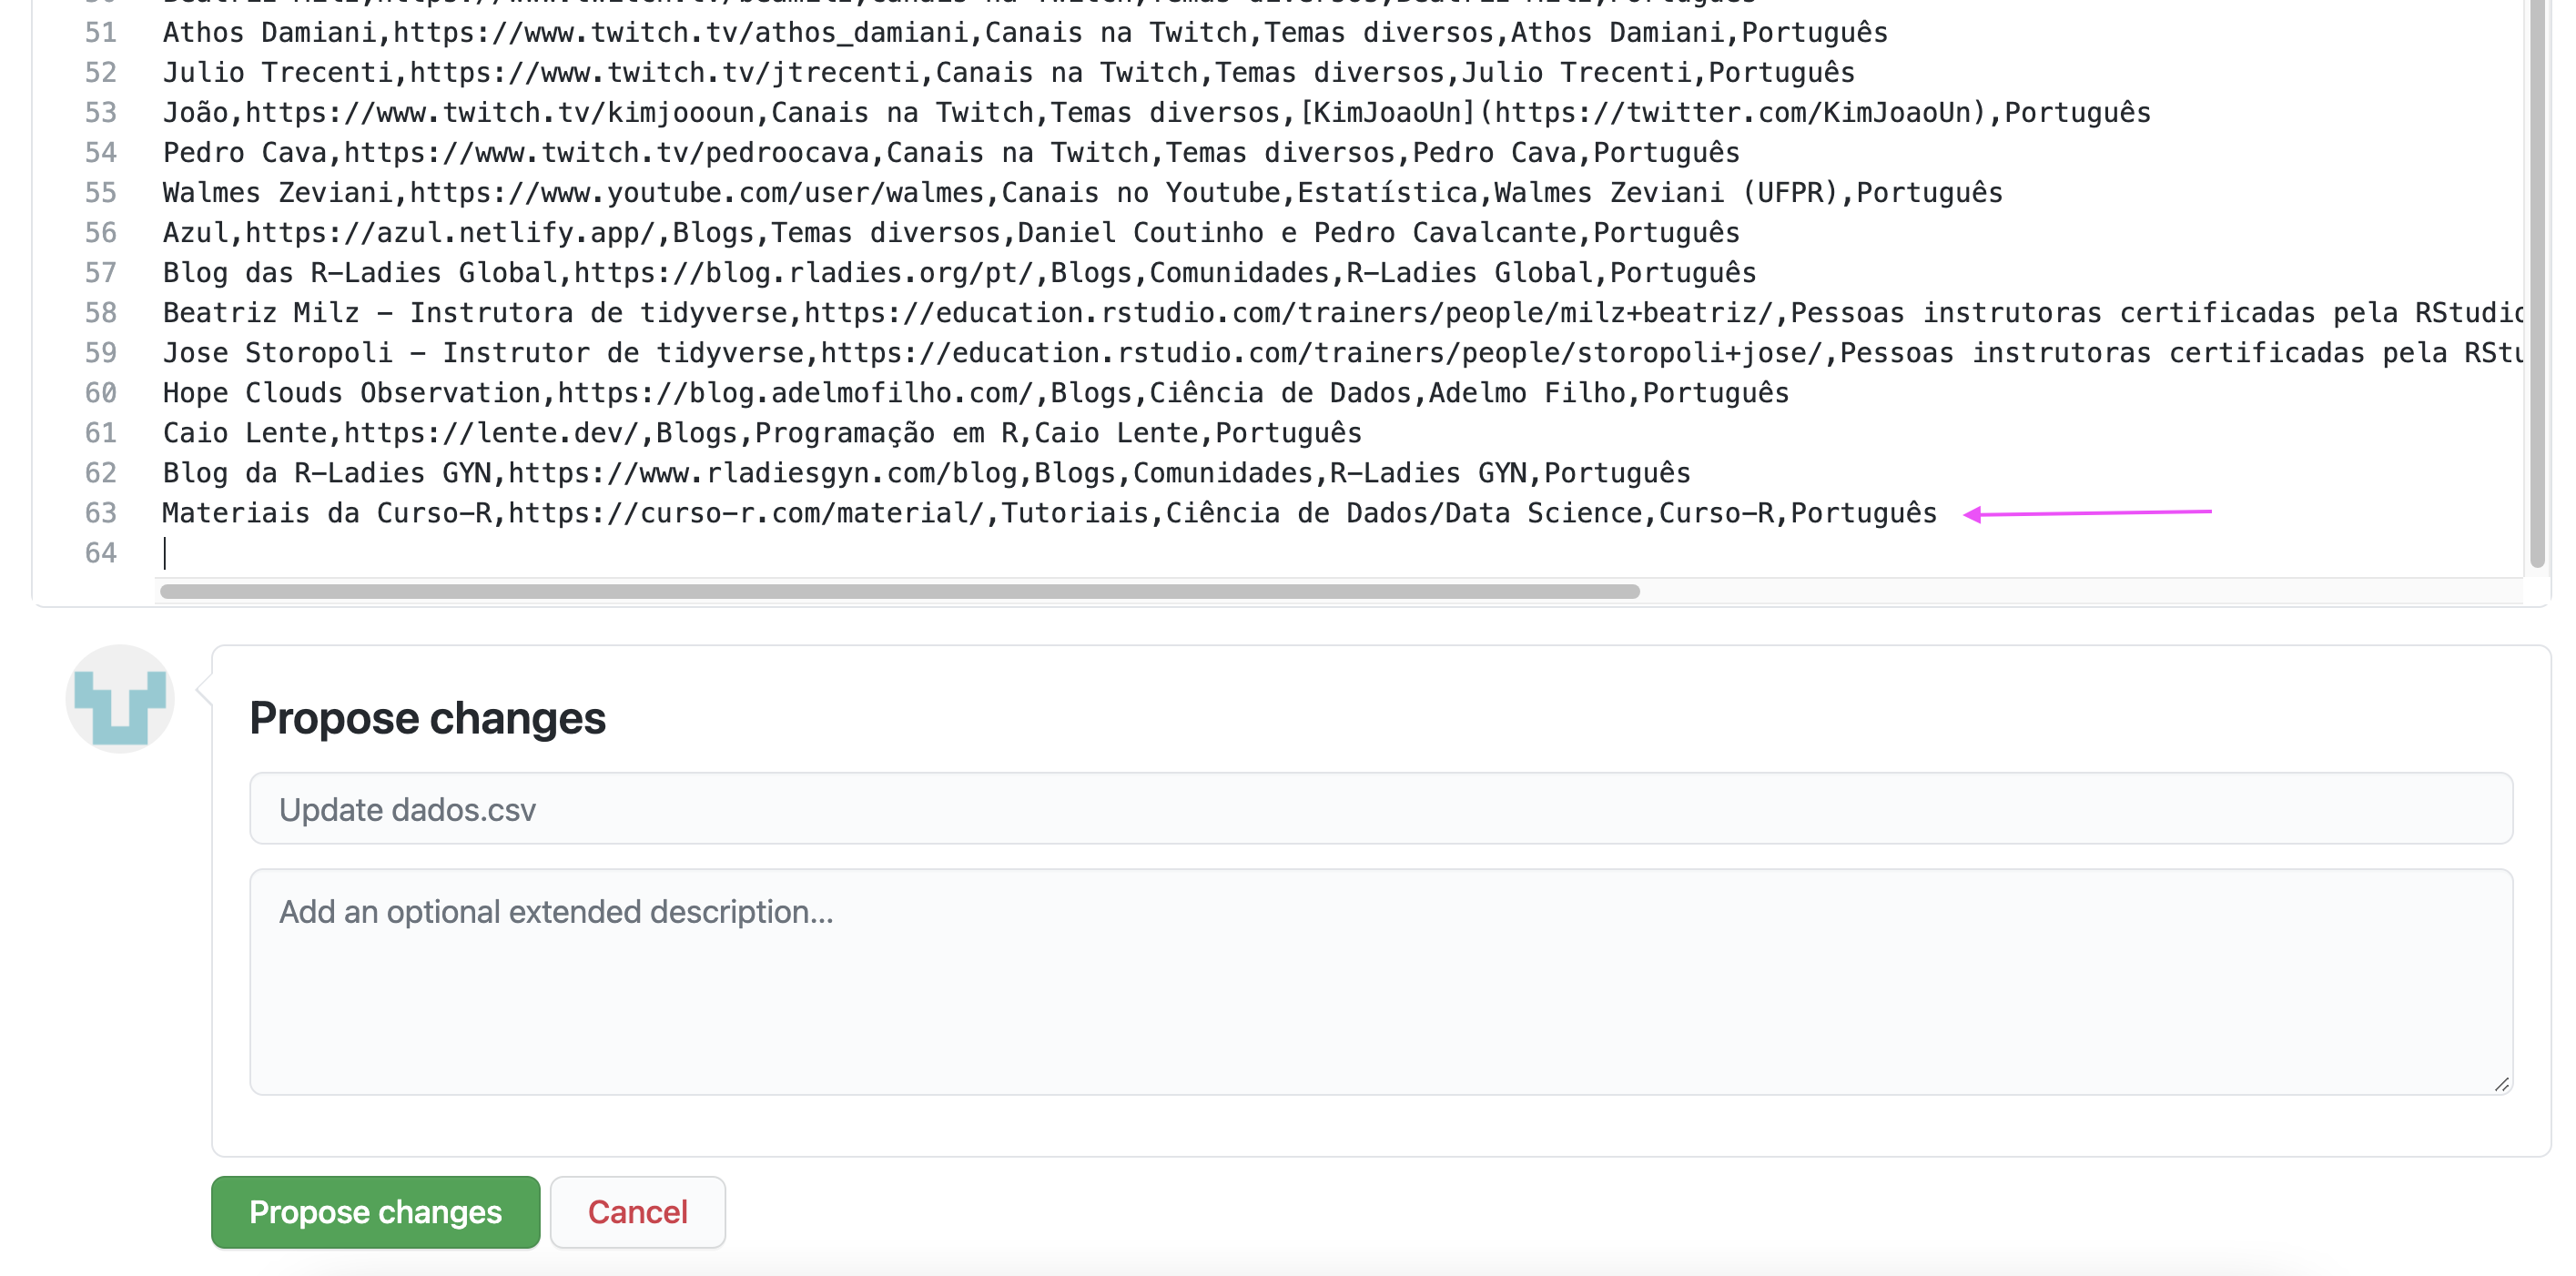 51 Athos Damiani,https://www.twitch.tv/athos_damiani,Canais na Twitch,Temas diversos,Athos Damiani,Português
52 Julio Trecenti,https://www.twitch.tv/jtrecenti,Canais na Twitch,Temas diversos,Julio Trecenti,Português
53 João,https://www.twitch.tv/kimjoooun,Canais na Twitch,Temas diversos,[KimJoaoUn](https://twitter.com/KimJoaoUn),Português
54 Pedro Cava,https://www.twitch.tv/pedroocava,Canais na Twitch,Temas diversos,Pedro Cava,Português
55 Walmes Zeviani,https://www.youtube.com/user/walmes,Canais no Youtube,Estatística,Walmes Zeviani (UFPR),Português
56 Azul,https://azul.netlify.app/,Blogs,Temas diversos,Daniel Coutinho e Pedro Cavalcante,Português
57 Blog das R-Ladies Global,https://blog.rladies.org/pt/,Blogs,Comunidades,R-Ladies Global,Português
58 Beatriz Milz - Instrutora de tidyverse,https://education.rstudio.com/trainers/people/milz+beatriz/,Pessoas instrutoras certificadas pela RStudio
59 Jose Storopoli - Instrutor de tidyverse,https://education.rstudio.com/trainers/people/storopoli+jose/,Pessoas instrutoras certificadas pela RStu
60 Hope Clouds Observation,https://blog.adelmofilho.com/,Blogs,Ciência de Dados,Adelmo Filho,Português
61 Caio Lente,https://lente.dev/,Blogs,Programação em R,Caio Lente,Português
62 Blog da R-Ladies GYN,https://www.rladiesgyn.com/blog,Blogs,Comunidades,R-Ladies GYN,Português
63 Materiais da Curso-R,https://curso-r.com/material/,Tutoriais,Ciência de Dados/Data Science,Curso-R,Português
64
Propose changes
Update dados.csv
Add an optional extended description...
Propose changes Cancel